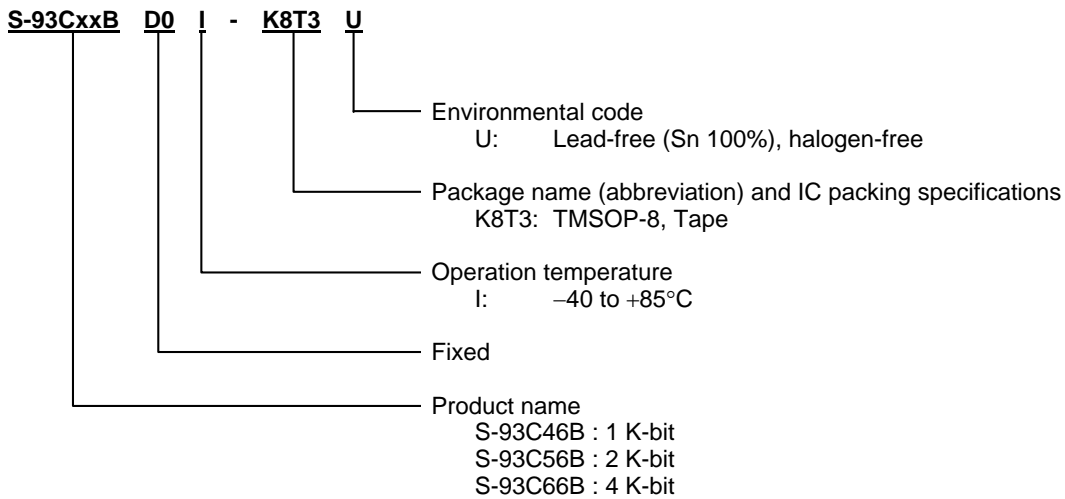 S-93CxxB D0 I - K8T3 U
Environmental code
U: Lead-free (Sn 100%), halogen-free
Package name (abbreviation) and IC packing specifications
K8T3: TMSOP-8, Tape
Operation temperature
I: −40 to +85°C
Fixed
Product name
S-93C46B : 1 K-bit
S-93C56B : 2 K-bit
S-93C66B : 4 K-bit